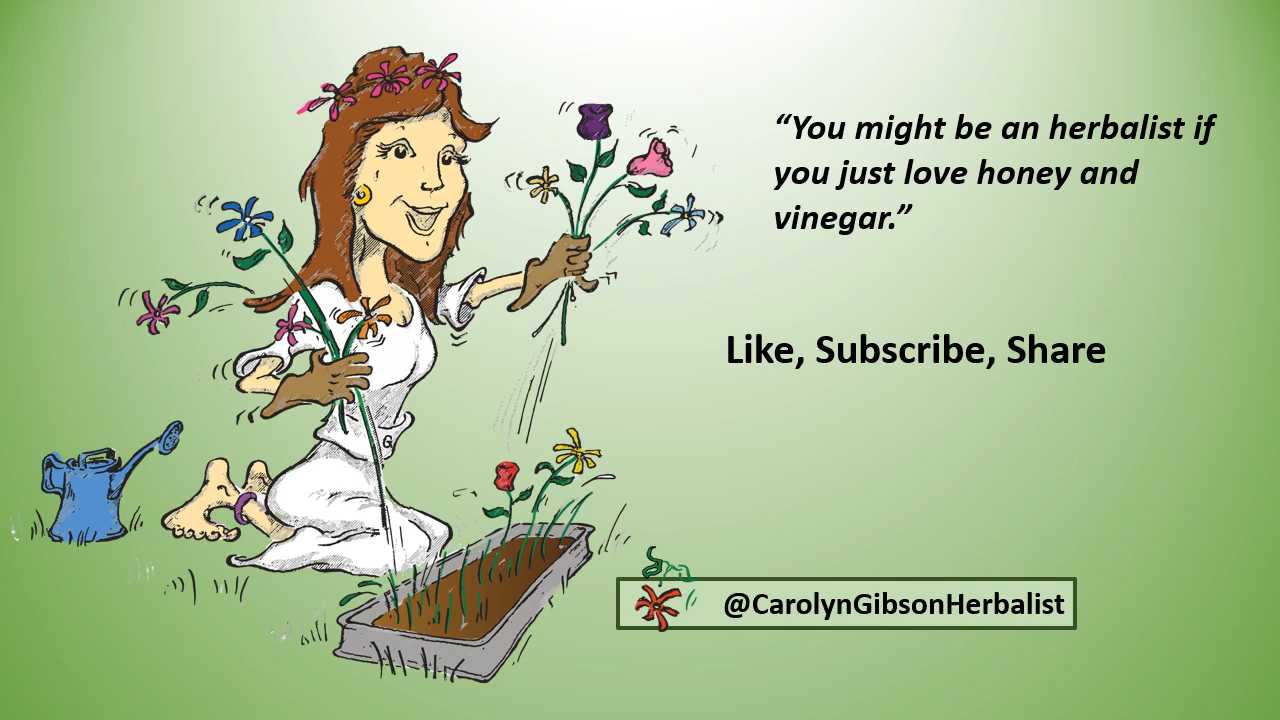 “You might be an herbalist if
you just love honey and
vinegar.”
Like, Subscribe, Share
G
@CarolynGibsonHerbalist